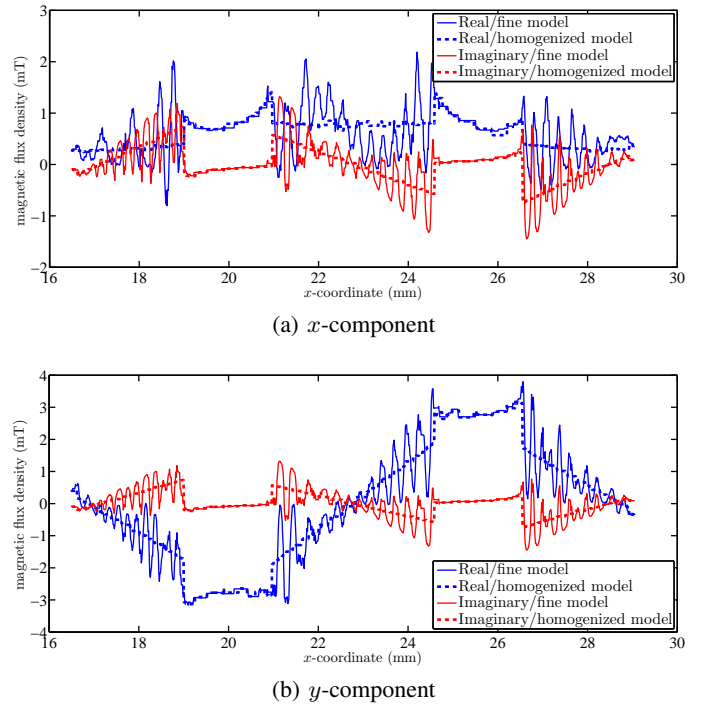 2
1
0
−1
−2
magnetic flux density (mT)
Real/fine model
Real/homogenized model
Imaginary/fine model
Imaginary/homogenized model
16 18 20 22 24 26 28 30
x-coordinate (mm)
(a) x-component
4
3
2
1
0
−1
−2
−3
−4
magnetic flux density (mT)
Real/fine model
Real/homogenized model
Imaginary/fine model
Imaginary/homogenized model
16 18 20 22 24 26 28 30
x-coordinate (mm)
(b) y-component